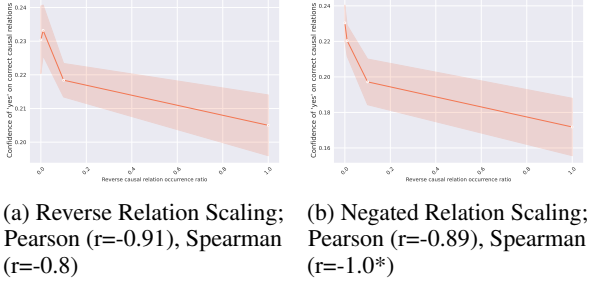 0.24
0.23
0.22
0.21
0.20
Confidence of 'yes' on correct causal relations
0.0
0.2
0.4
0.6
0.8
1.0
Reverse causal relation occurrence ratio
0.24
0.22
0.20
0.18
0.16
Confidence of 'yes' on correct causal relations
0.0
0.2
0.4
0.6
0.8
1.0
Reverse causal relation occurrence ratio
(a) Reverse Relation Scaling;
Pearson (r=-0.91), Spearman
(r=-0.8)
(b) Negated Relation Scaling;
Pearson (r=-0.89), Spearman
(r=-1.0*)